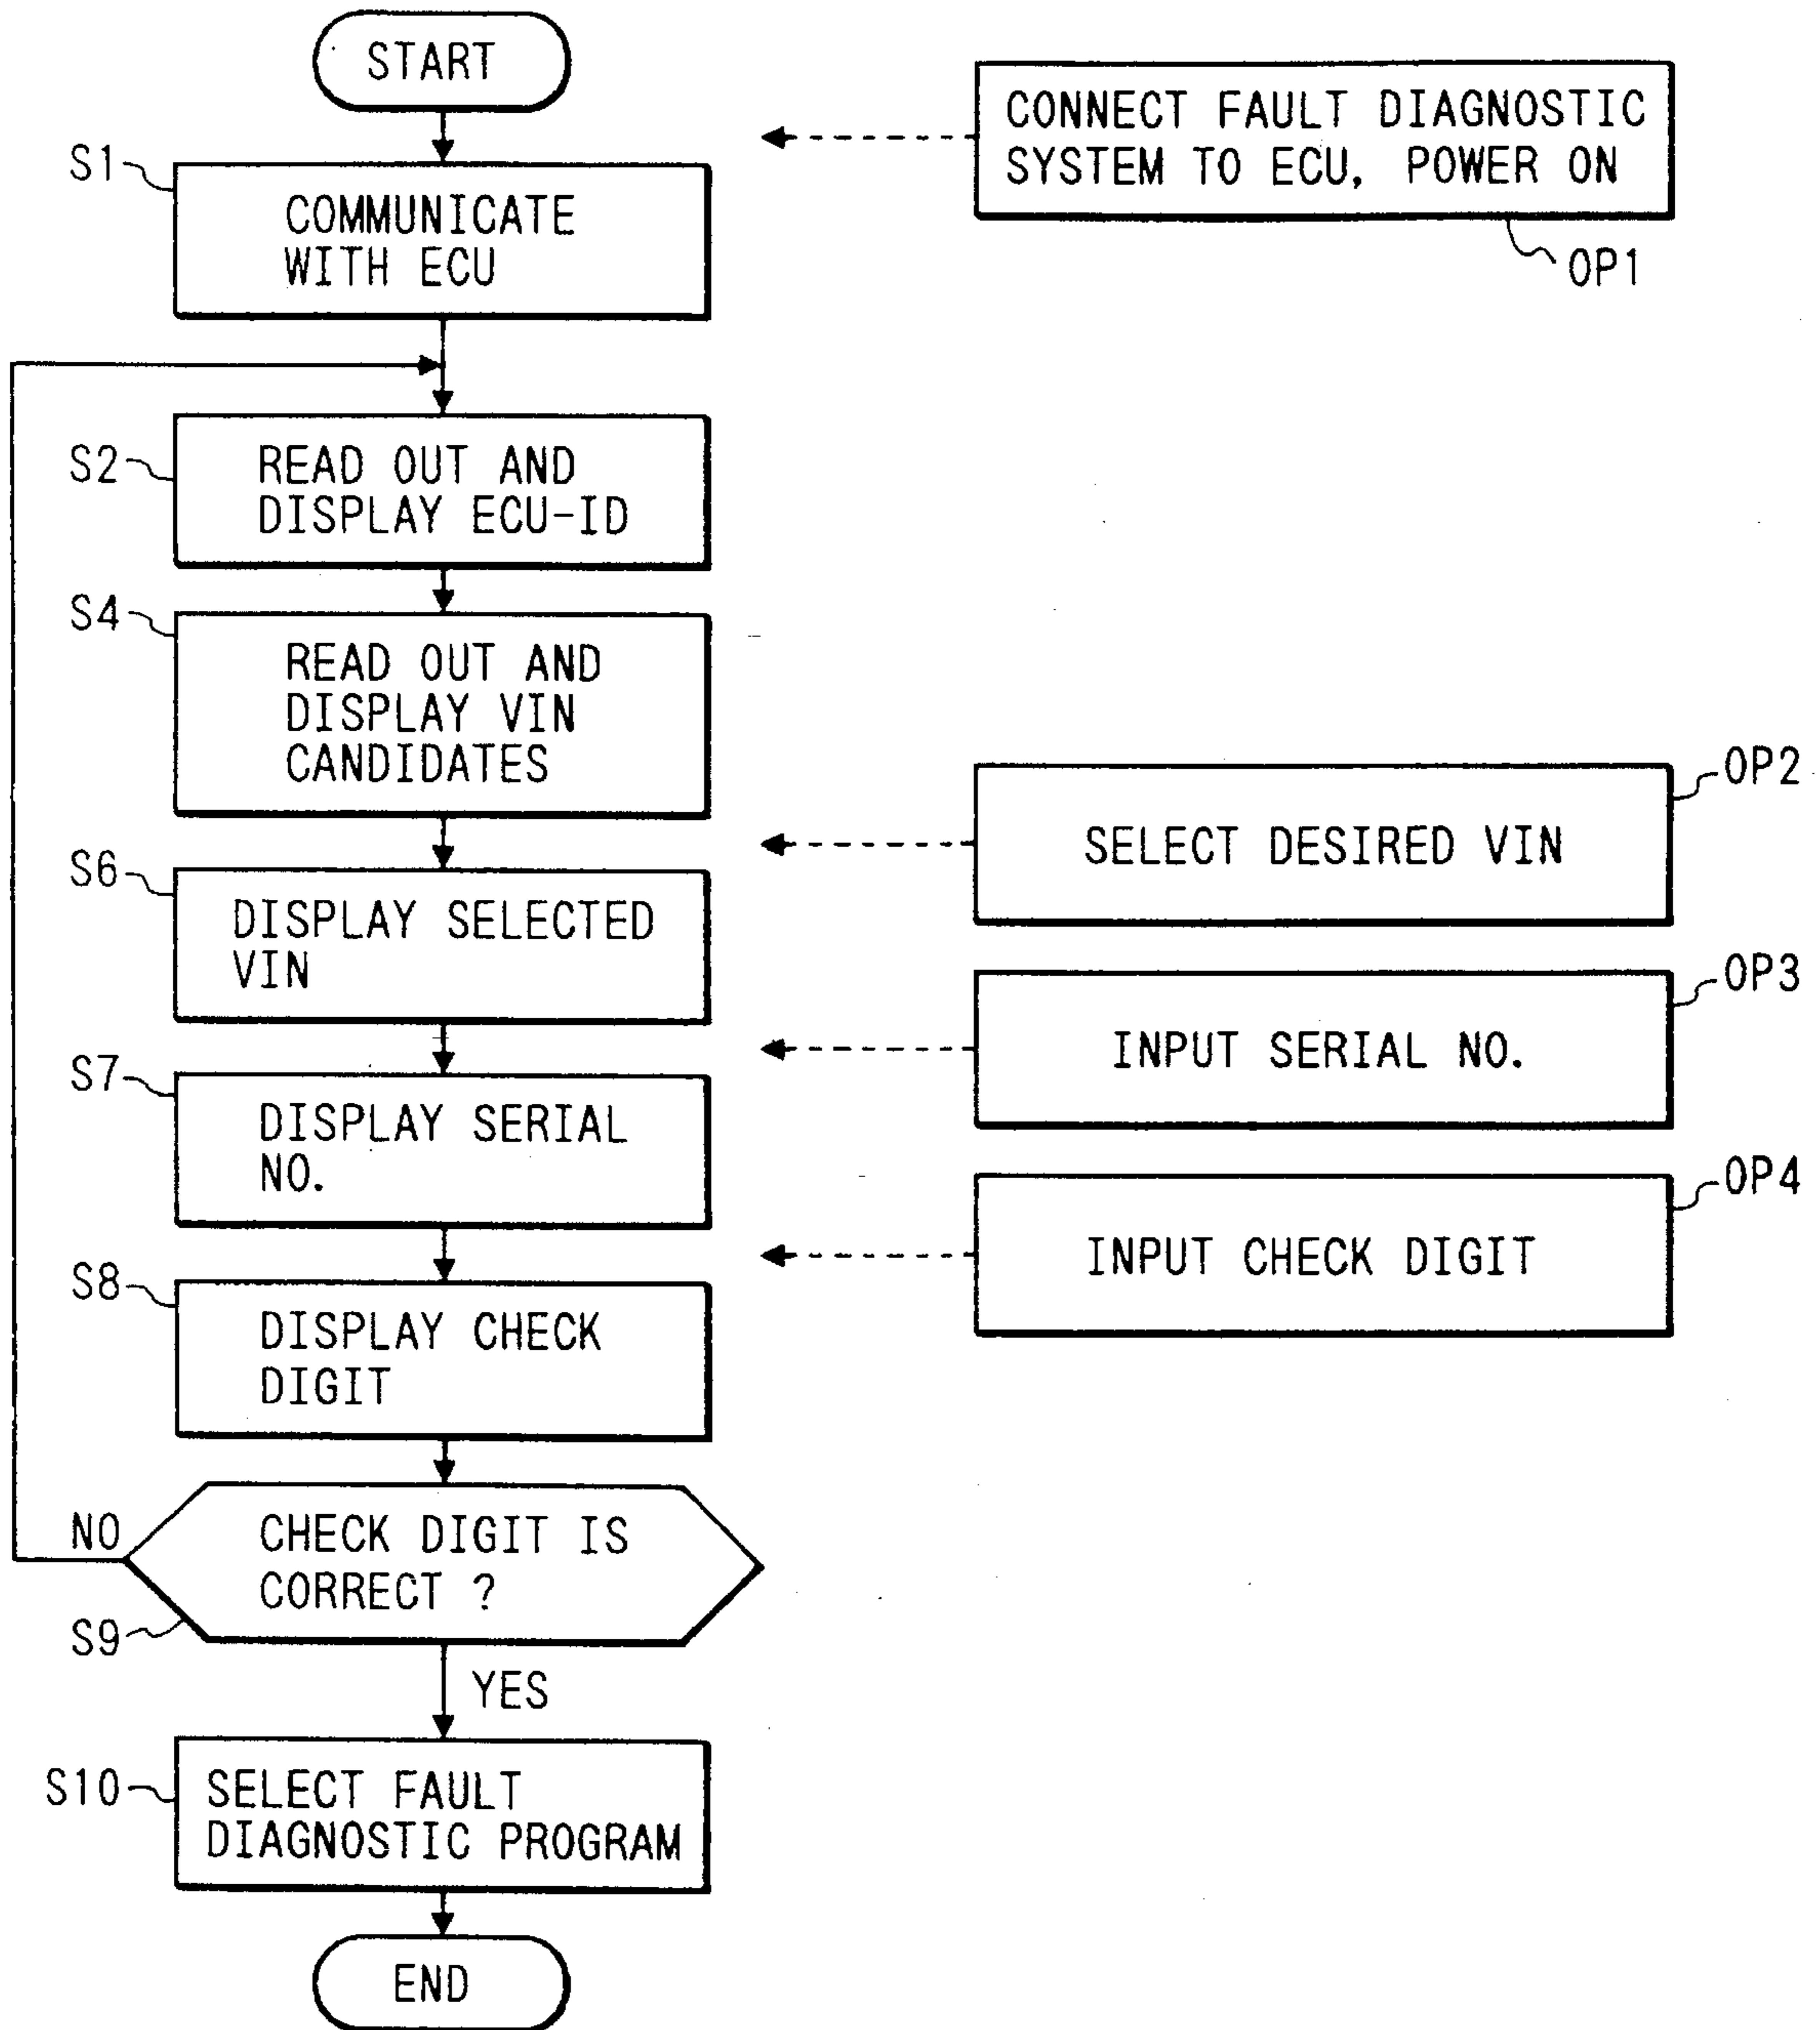 START
CONNECT FAULT DIAGNOSTIC
SYSTEM TO ECU, POWER ON
OP1
S1
COMMUNICATE
WITH ECU
S2
READ OUT AND
DISPLAY ECU-ID
S4
READ OUT AND
DISPLAY VIN
CANDIDATES
OP2
SELECT DESIRED VIN
S6
DISPLAY SELECTED
VIN
OP3
INPUT SERIAL NO.
S7
DISPLAY SERIAL
NO.
OP4
INPUT CHECK DIGIT
S8
DISPLAY CHECK
DIGIT
NO
CHECK DIGIT IS
CORRECT ?
S9
YES
S10
SELECT FAULT
DIAGNOSTIC PROGRAM
END